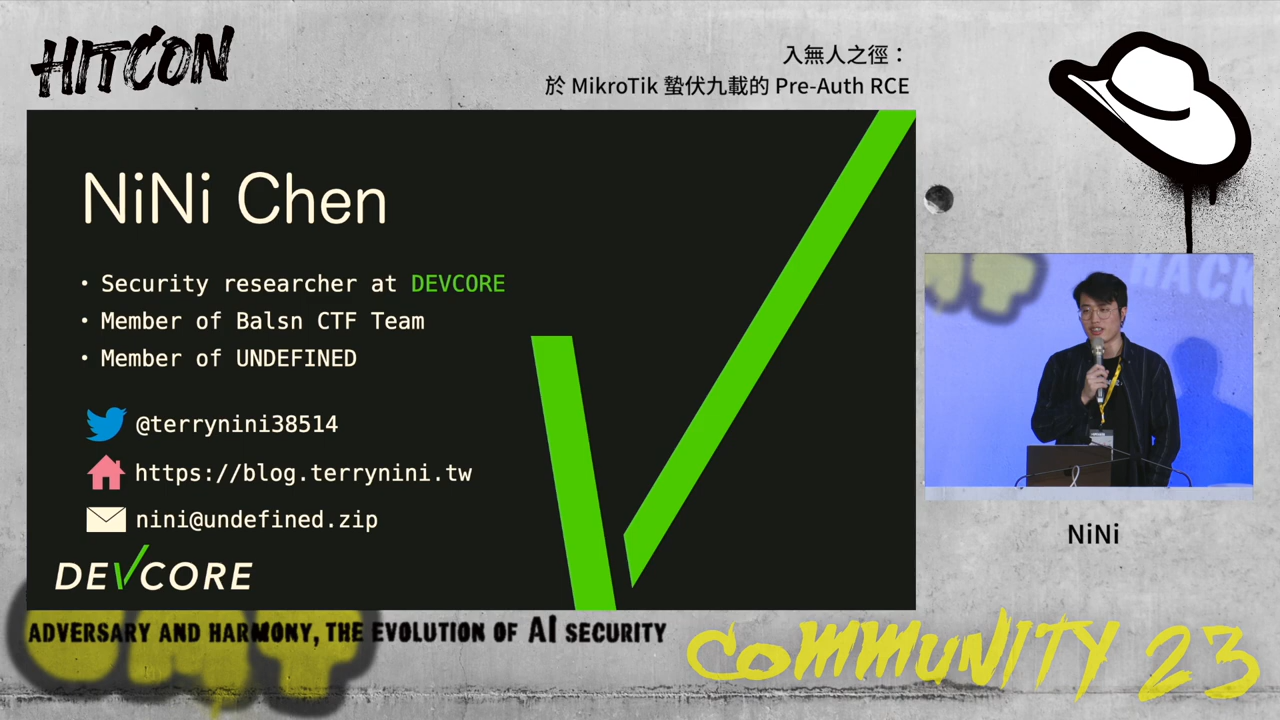 HITCON
入無人之徑：
於 MikroTik 蟄伏九載的 Pre-Auth RCE
NiNi Chen
• Security researcher at DEVCORE
• Member of Balsn CTF Team
• Member of UNDEFINED
@terrynini38514
https://blog.terrynini.tw
nini@undefined.zip
DEVCORE
HACK
NiNi
ADVERSARY AND HARMONY, THE EVOLUTION OF AI SECURITY
COMMUNITY 23